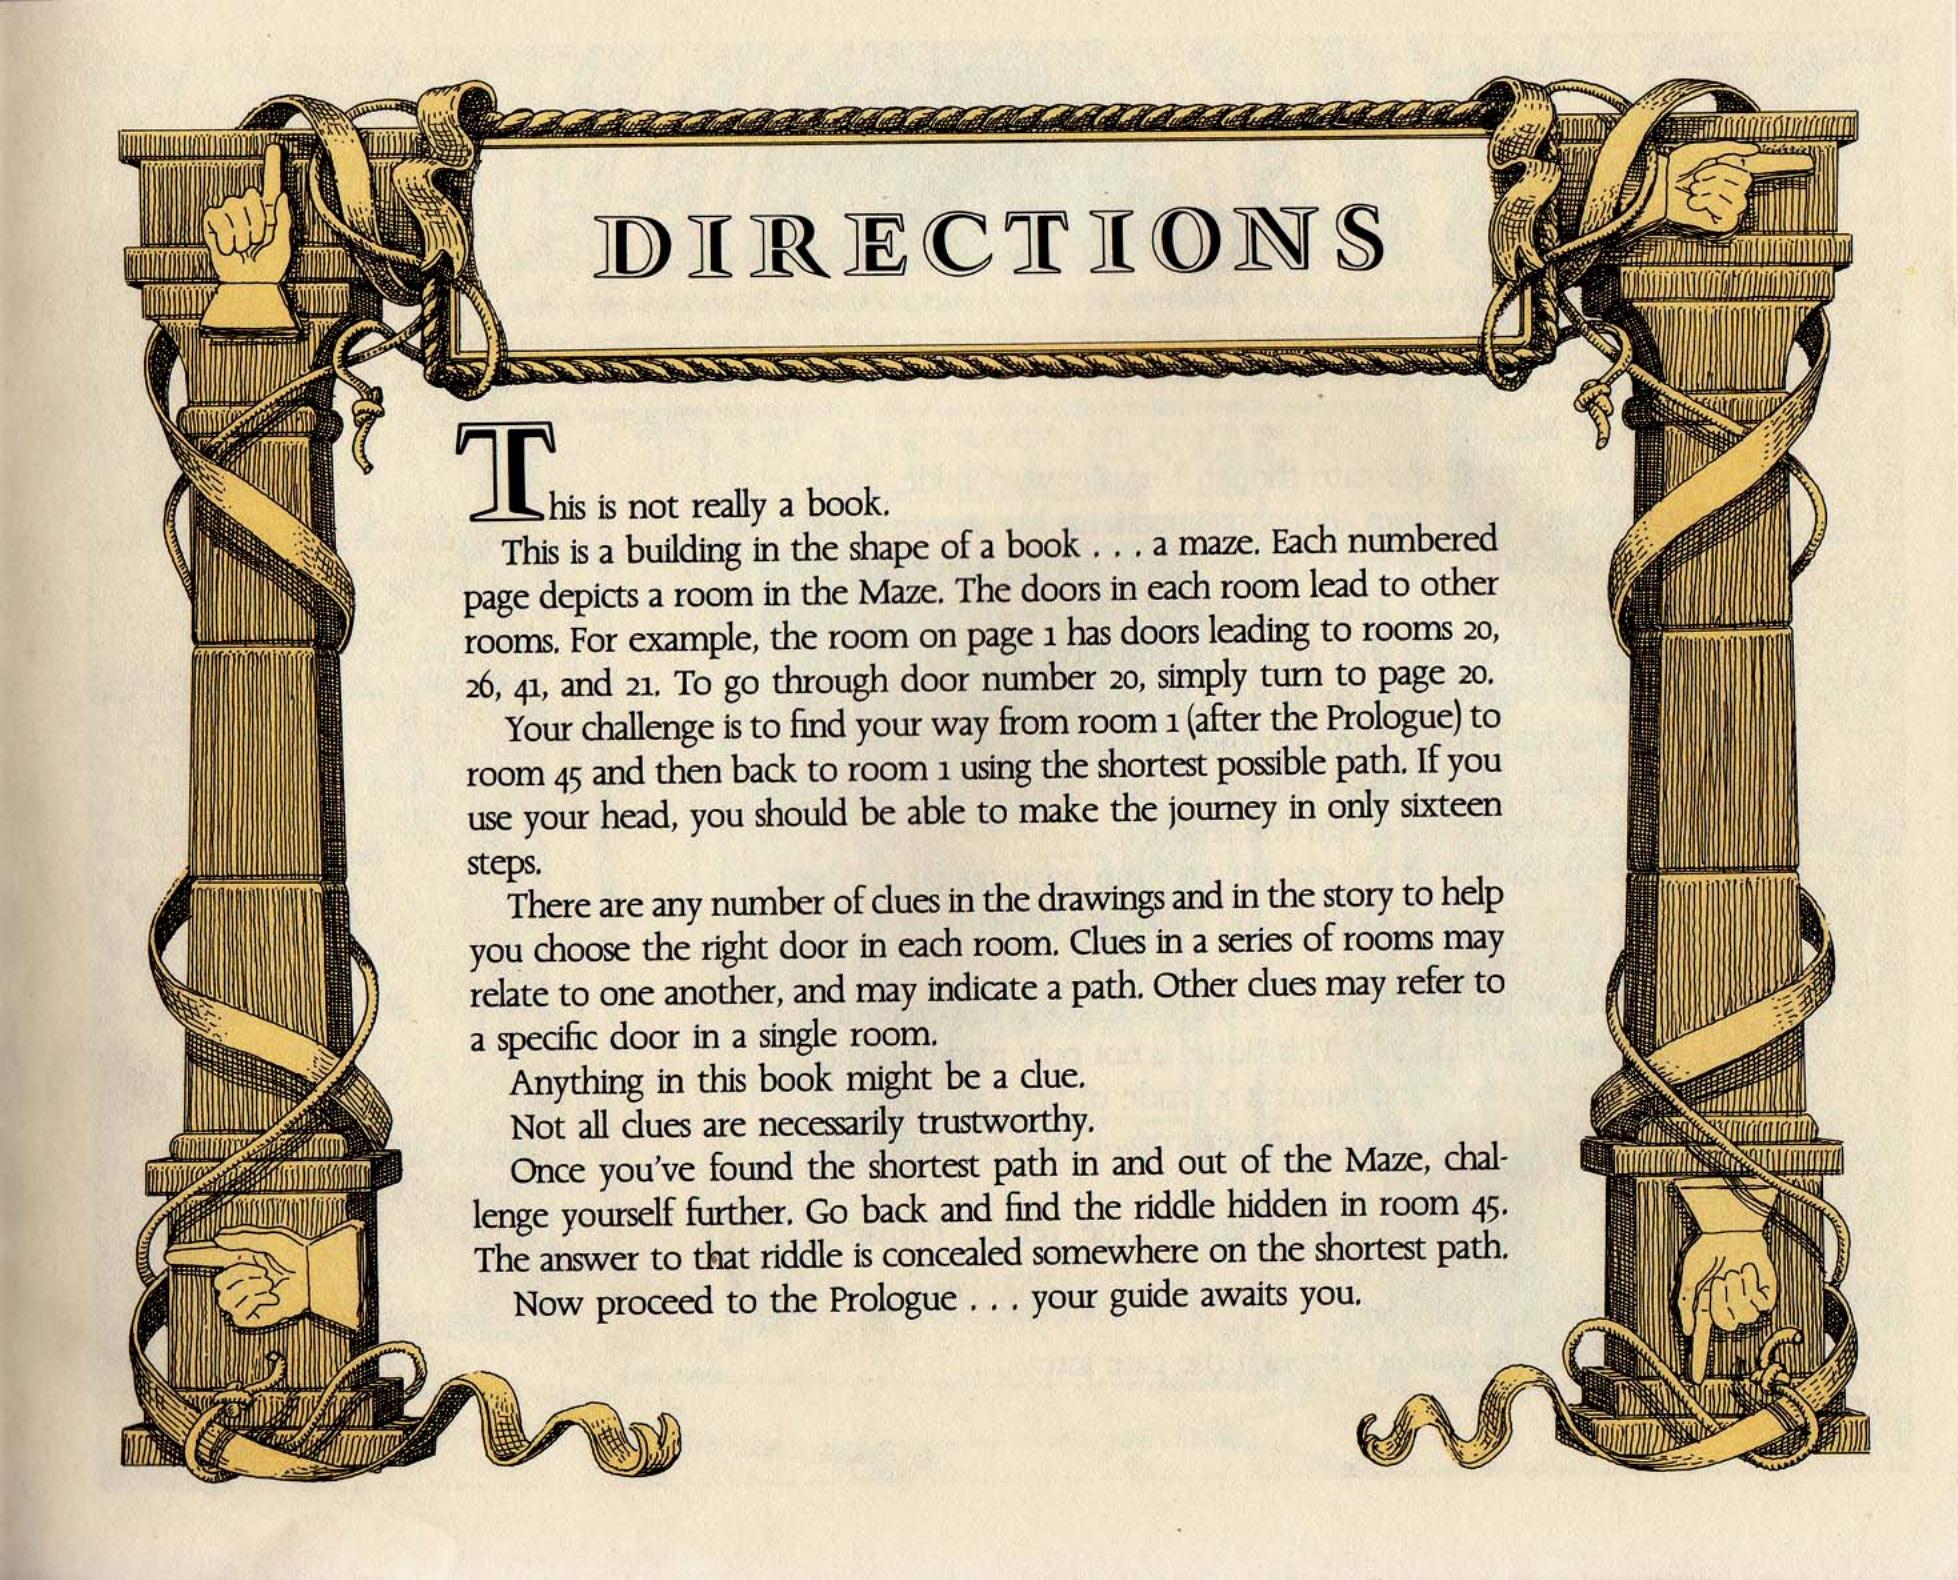 DIRECTIONS
This is not really a book.
This is a building in the shape of a book . . . a maze. Each numbered
page depicts a room in the Maze. The doors in each room lead to other
rooms. For example, the room on page 1 has doors leading to rooms 20,
26, 41, and 21. To go through door number 20, simply turn to page 20.
Your challenge is to find your way from room 1 (after the Prologue) to
room 45 and then back to room 1 using the shortest possible path. If you
use your head, you should be able to make the journey in only sixteen
steps.
There are any number of clues in the drawings and in the story to help
you choose the right door in each room. Clues in a series of rooms may
relate to one another, and may indicate a path. Other clues may refer to
a specific door in a single room.
Anything in this book might be a clue.
Not all clues are necessarily trustworthy.
Once you've found the shortest path in and out of the Maze, chal-
lenge yourself further. Go back and find the riddle hidden in room 45.
The answer to that riddle is concealed somewhere on the shortest path.
Now proceed to the Prologue . . . your guide awaits you.